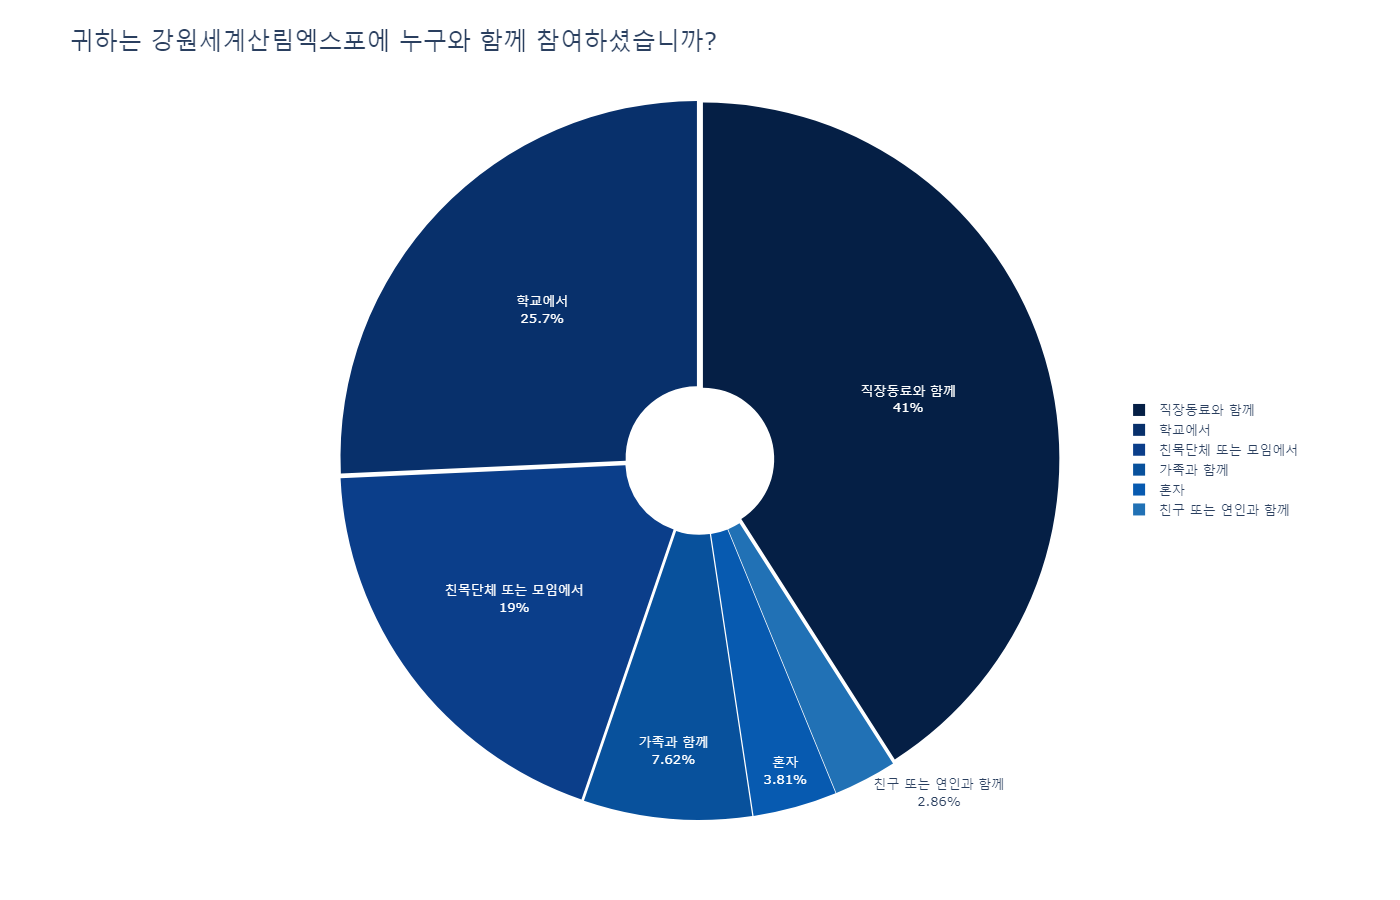 귀하는 강원세계산림엑스포에 누구와 함께 참여하셨습니까?
학교에서
25.7%
직장동료와 함께
41%
친목단체 또는 모임에서
19%
가족과 함께
7.62%
혼자
3.81%
친구 또는 연인과 함께
2.86%
직장동료와 함께
학교에서
친목단체 또는 모임에서
가족과 함께
혼자
친구 또는 연인과 함께